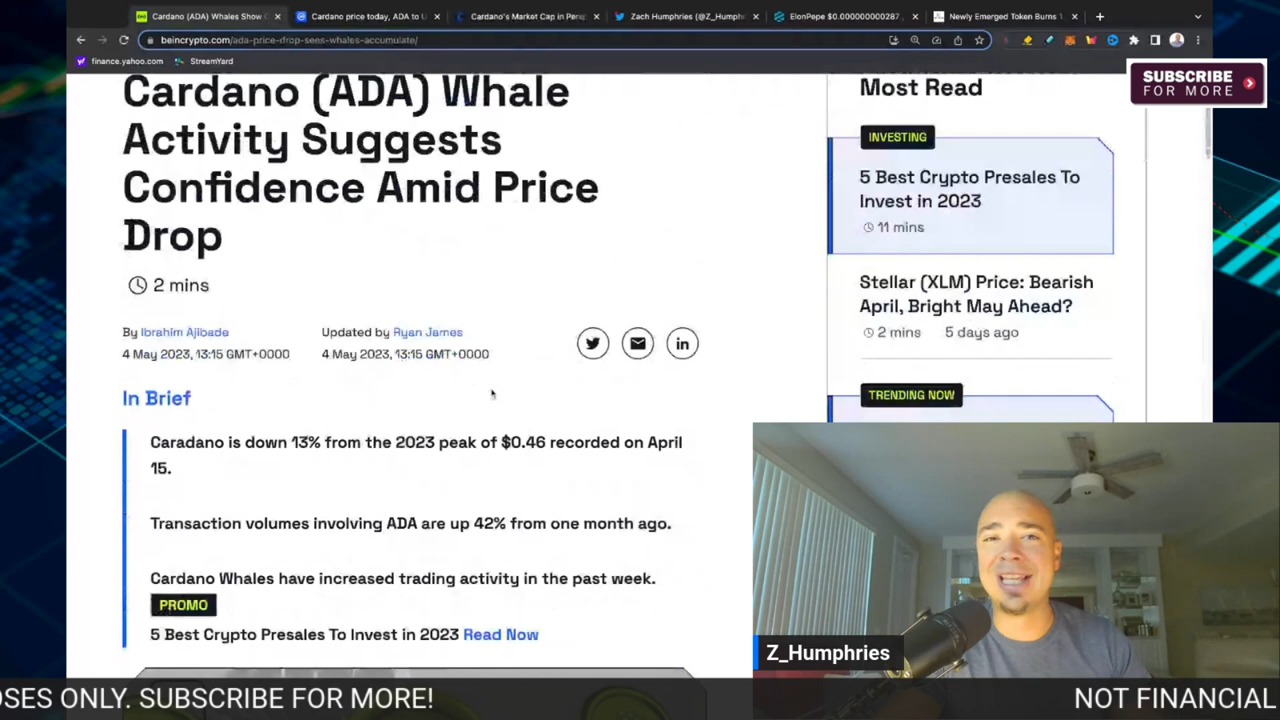 Cardano (ADA) Whales Show C
Cardano price today, ADA to U
Cardano's Market Cap in Persp
Zach Humphries (@Z_Humphr
ElonPepe $0.000000000287
Newly Emerged Token Burns 1
beincrypto.com/ada-price-drop-sees-whales-accumulate/
finance.yahoo.com
StreamYard
SUBSCRIBE
FOR MORE
Cardano (ADA) Whale
Activity Suggests
Confidence Amid Price
Drop
2 mins
By Ibrahim Ajibade
4 May 2023, 13:15 GMT+0000
Updated by Ryan James
4 May 2023, 13:15 GMT+0000
In Brief
Caradano is down 13% from the 2023 peak of $0.46 recorded on April
15.
Transaction volumes involving ADA are up 42% from one month ago.
Cardano Whales have increased trading activity in the past week.
PROMO
5 Best Crypto Presales To Invest in 2023 Read Now
Most Read
INVESTING
5 Best Crypto Presales To
Invest in 2023
11 mins
Stellar (XLM) Price: Bearish
April, Bright May Ahead?
2 mins 5 days ago
TRENDING NOW
Z_Humphries
OSES ONLY. SUBSCRIBE FOR MORE!
NOT FINANCIAL